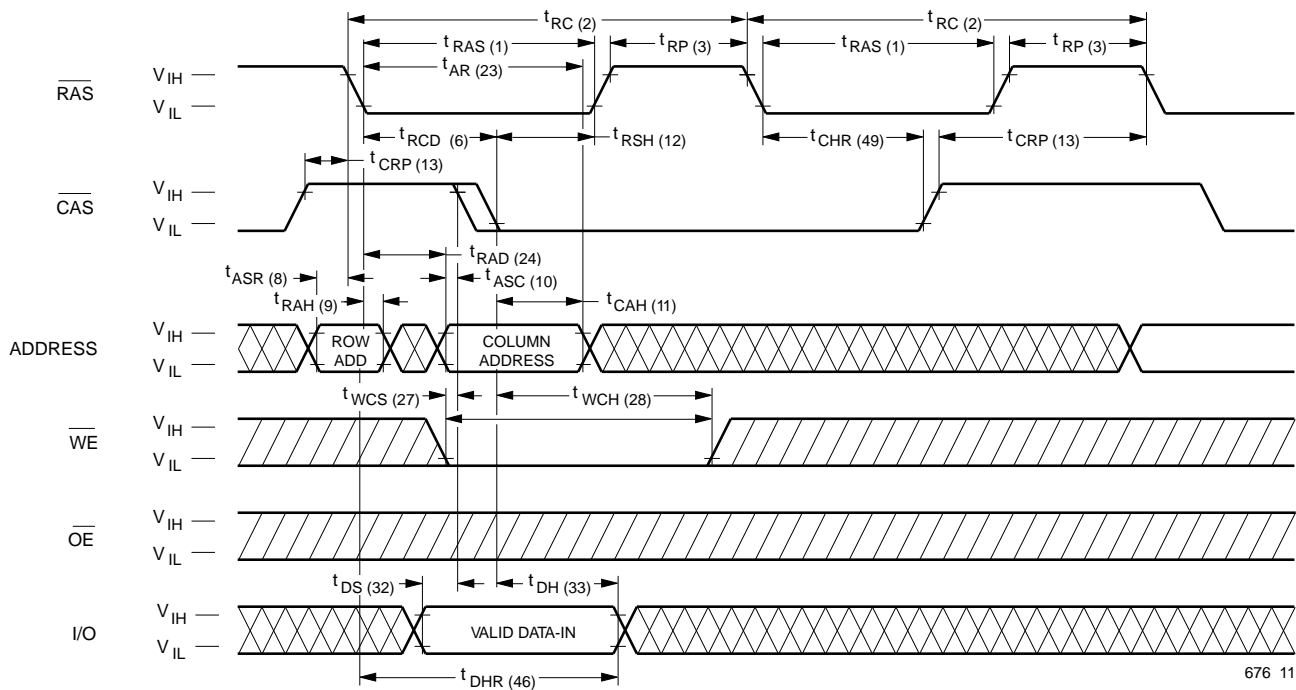 t RC (2) t RC (2)
t RAS (1) t RP (3) t RAS (1) t RP (3)
t AR (23)
RAS V IH
V IL
t RCD (6) t RSH (12) t CHR (49) t CRP (13)
t CRP (13)
CAS V IH
V IL
t RAD (24)
t ASR (8) t ASC (10)
t RAH (9) t CAH (11)
ADDRESS V IH ROW ADD COLUMN ADDRESS
V IL
t WCS (27) t WCH (28)
WE V IH
V IL
OE V IH
V IL
t DS (32) t DH (33)
I/O V IH VALID DATA-IN
V IL
t DHR (46)
676 11